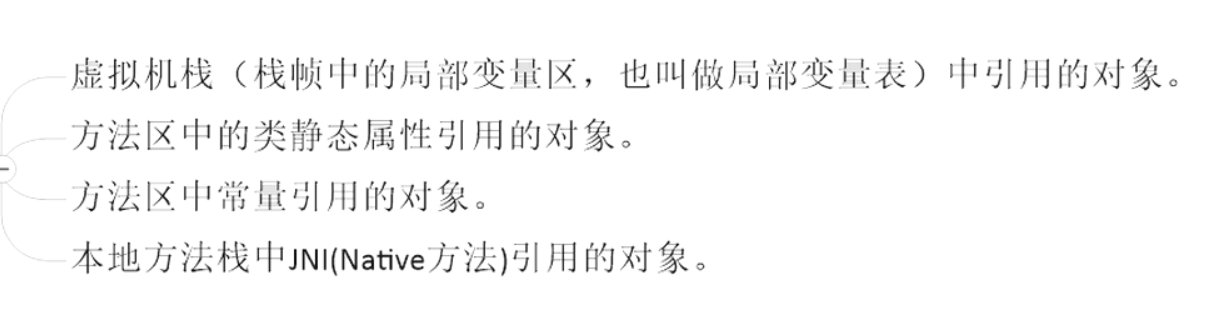 虚拟机栈（栈帧中的局部变量区，也叫做局部变量表）中引用的对象。
方法区中的类静态属性引用的对象。
方法区中常量引用的对象。
本地方法栈中JNI(Native方法)引用的对象。